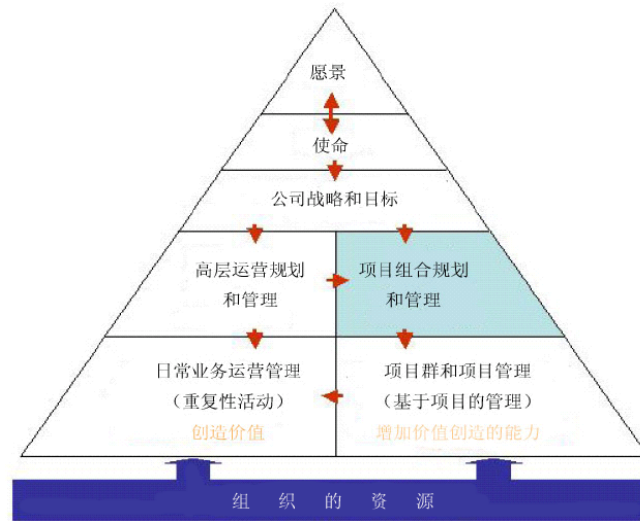 愿景
使命
公司战略和目标
高层运营规划
和管理
项目组合规划
和管理
日常业务运营管理
（重复性活动）
创造价值
项目群和项目管理
（基于项目的管理）
增加价值创造的能力
组织的资源